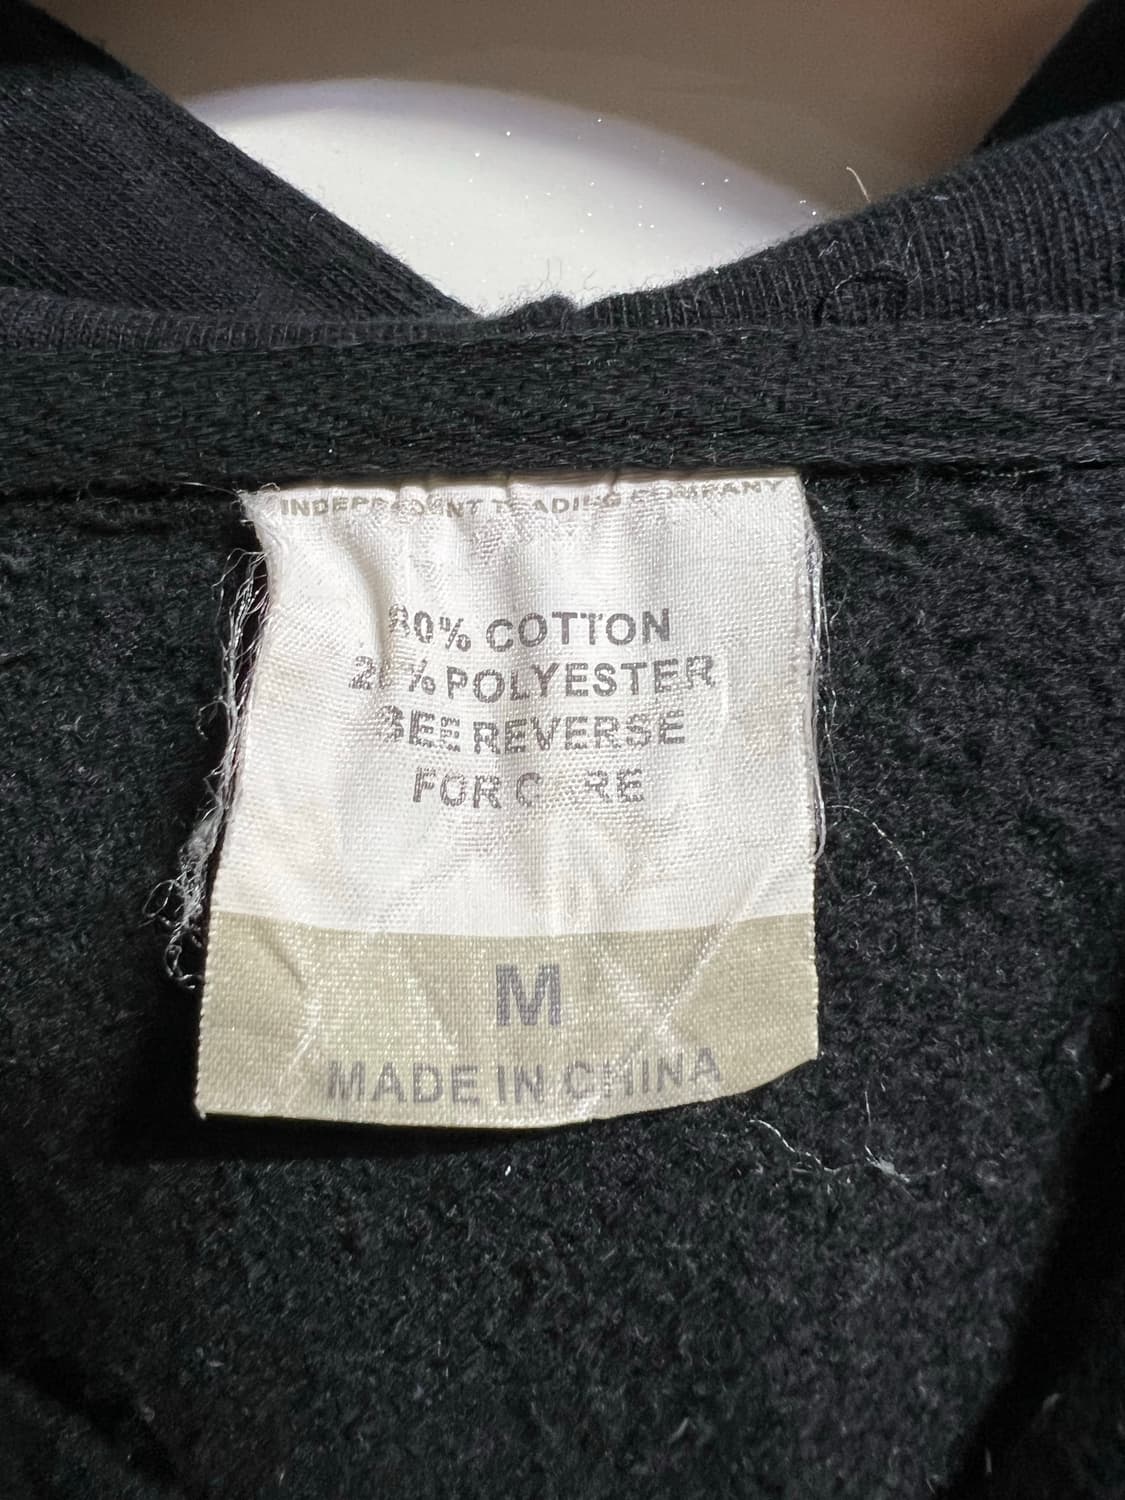 INDEPENDENT TRADING COMPANY
80% COTTON
20% POLYESTER
SEE REVERSE
FOR CARE
M
MADE IN CHINA